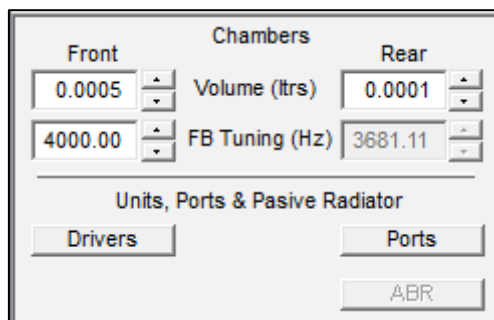 Chambers
Front Rear
0.0005 Volume (ltrs) 0.0001
4000.00 FB Tuning (Hz) 3681.11
Units, Ports & Pasive Radiator
Drivers Ports
ABR